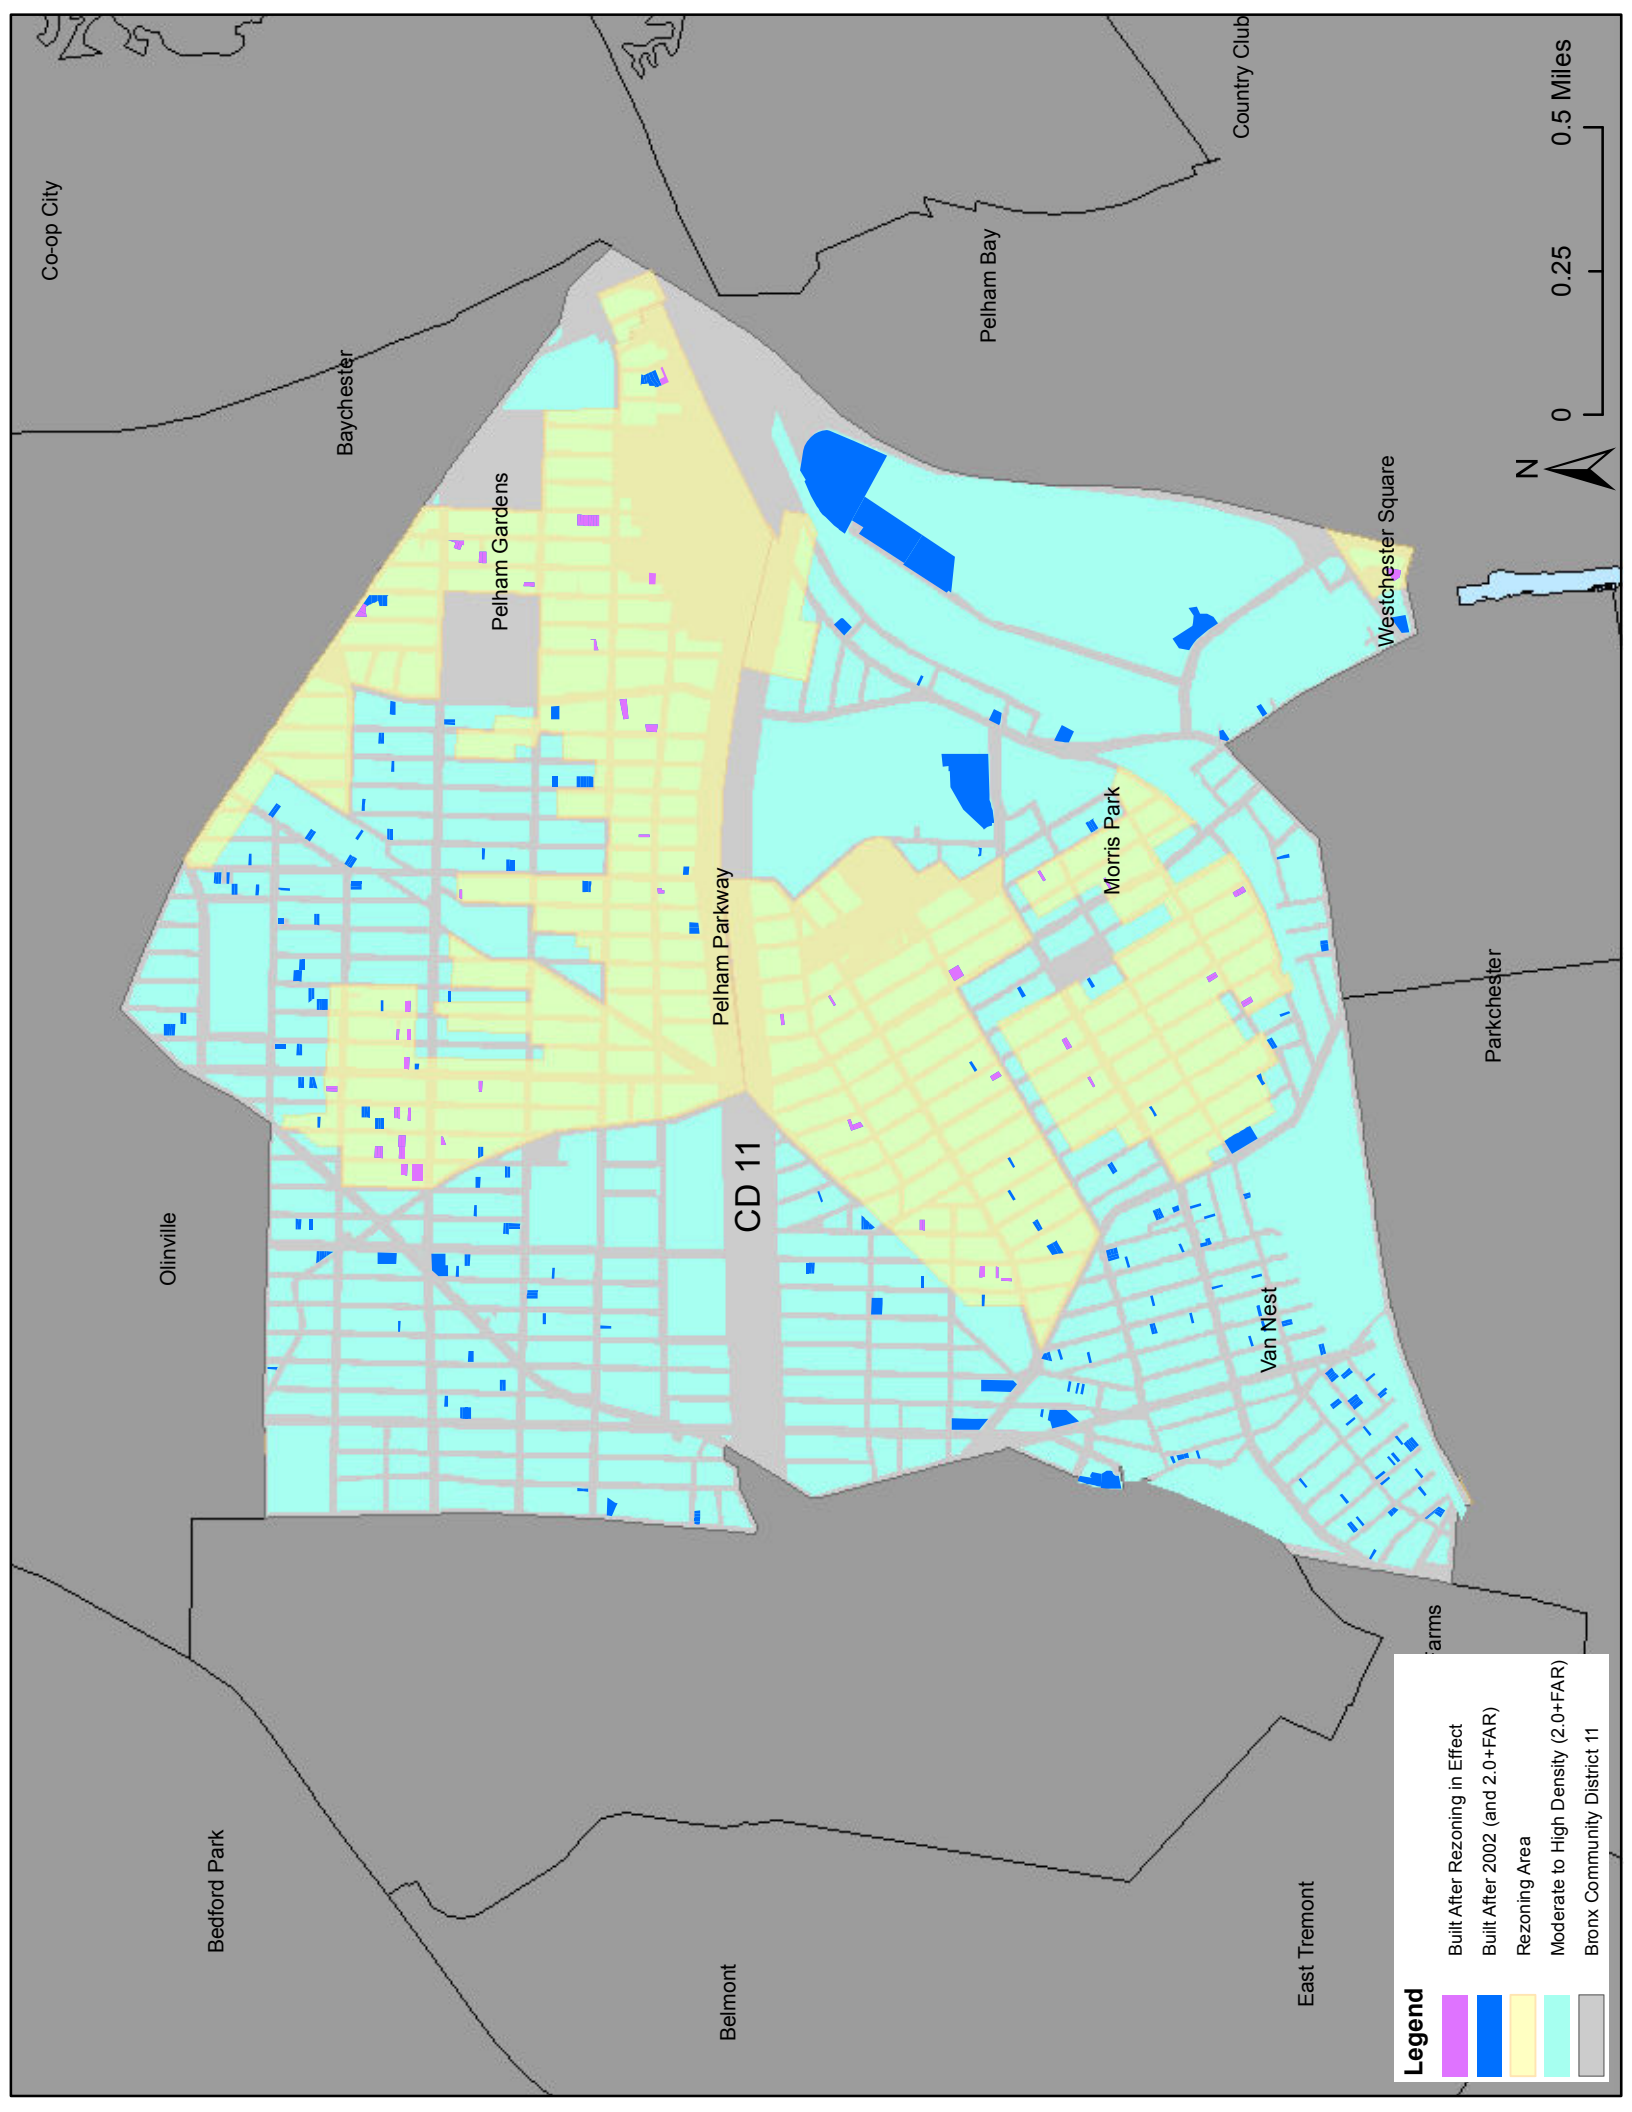 Co-op City
Baychester
Country Club
Pelham Bay
Pelham Gardens
Olinville
Pelham Parkway
CD 11
Morris Park
Westchester Square
Parkchester
Van Nest
Bedford Park
Belmont
East Tremont
arms
N
0 0.25 0.5 Miles
Legend
Built After Rezoning in Effect
Built After 2002 (and 2.0+FAR)
Rezoning Area
Moderate to High Density (2.0+FAR)
Bronx Community District 11